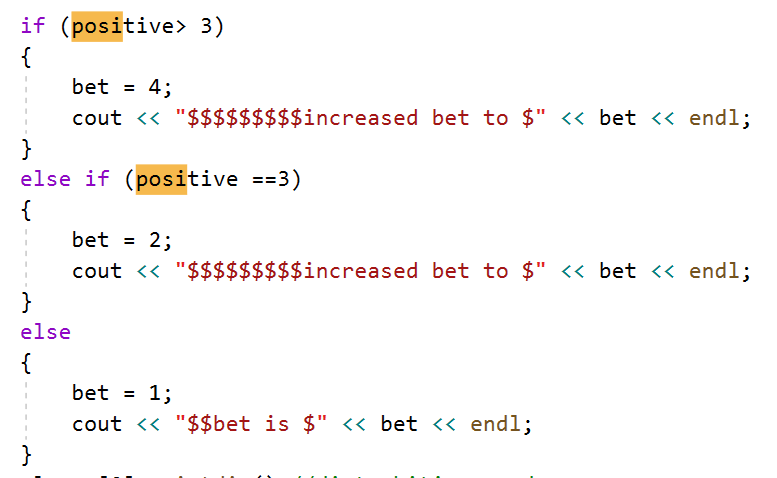 if (positive> 3)
{
bet = 4;
cout << "$$$$$$$$$increased bet to $" << bet << endl;
}
else if (positive ==3)
{
bet = 2;
cout << "$$$$$$$$$increased bet to $" << bet << endl;
}
else
{
bet = 1;
cout << "$$bet is $" << bet << endl;
}